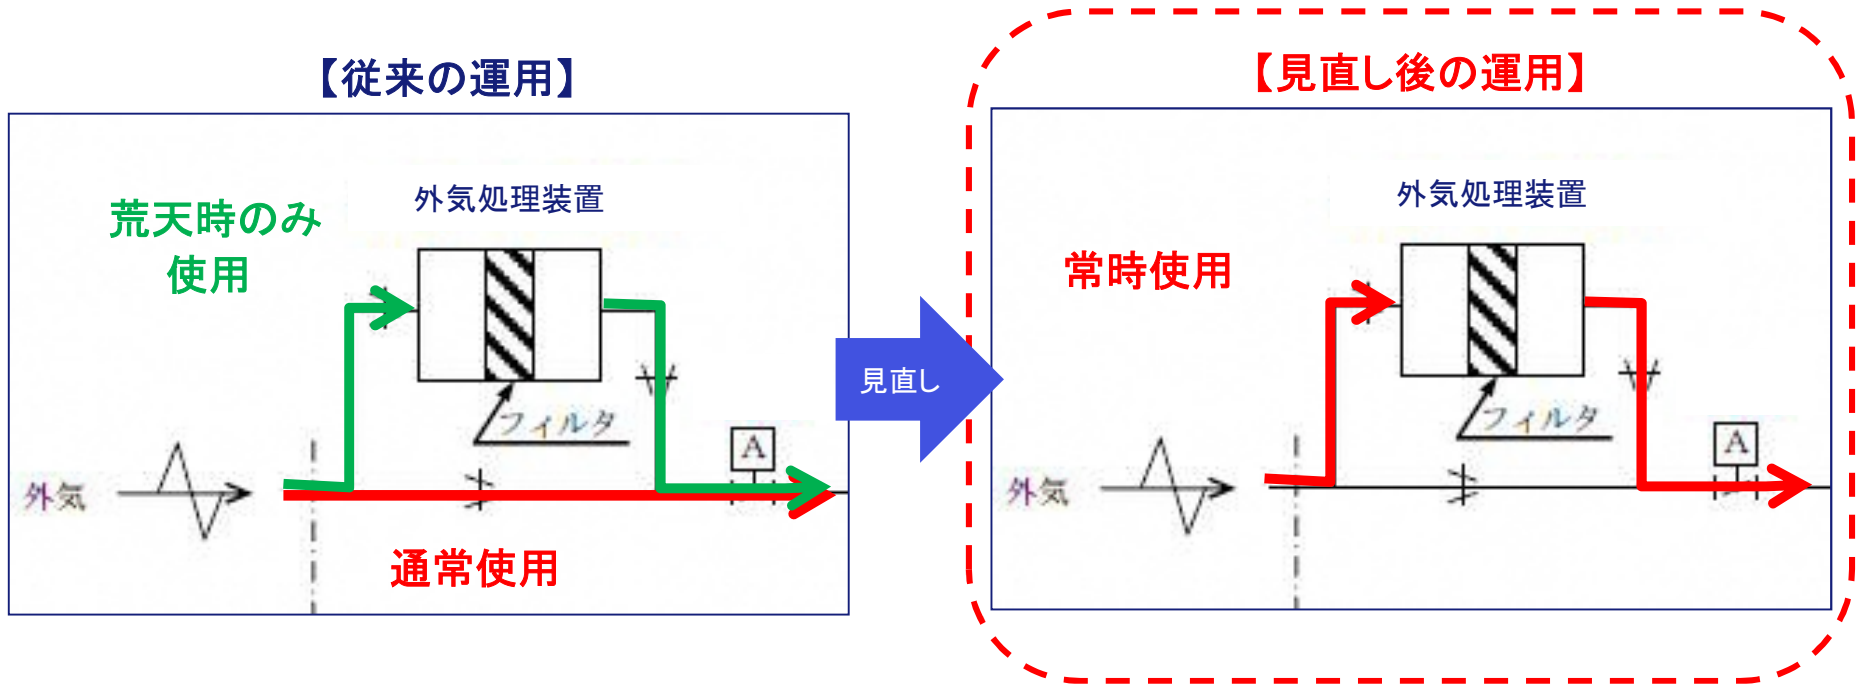 【従来の運用】
荒天時のみ
使用
外気処理装置
フィルタ
A
外気
通常使用
見直し
【見直し後の運用】
外気処理装置
常時使用
フィルタ
A
外気